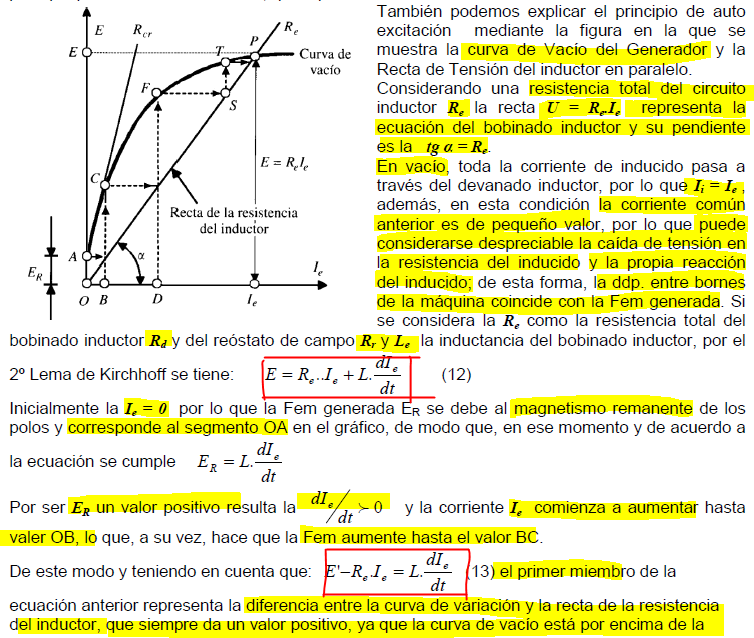 E
R_cr
R_e
E
T
P
Curva de
vacío
F
S
C
E = R_e I_e
Recta de la resistencia
del inductor
A
E_R
α
I_e
O
B
D
I_e
También podemos explicar el principio de auto
excitación mediante la figura en la que se
muestra la curva de Vacío del Generador y la
Recta de Tensión del inductor en paralelo.
Considerando una resistencia total del circuito
inductor R_e la recta U = R_e.I_e representa la
ecuación del bobinado inductor y su pendiente
es la tg α = R_e.
En vacío, toda la corriente de inducido pasa a
través del devanado inductor, por lo que I_i = I_e,
además, en esta condición la corriente común
anterior es de pequeño valor, por lo que puede
considerarse despreciable la caída de tensión en
la resistencia del inducido y la propia reacción
del inducido; de esta forma, la ddp. entre bornes
de la máquina coincide con la Fem generada. Si
se considera la R_e como la resistencia total del
bobinado inductor R_d y del reóstato de campo R_r y L_e la inductancia del bobinado inductor, por el
2º Lema de Kirchhoff se tiene: E = R_e..I_e + L.dI_e/dt (12)
Inicialmente la I_e = 0 por lo que la Fem generada E_R se debe al magnetismo remanente de los
polos y corresponde al segmento OA en el gráfico, de modo que, en ese momento y de acuerdo a
la ecuación se cumple E_R = L.dI_e/dt
Por ser E_R un valor positivo resulta la dI_e/dt ≻ 0 y la corriente I_e comienza a aumentar hasta
valer OB, lo que, a su vez, hace que la Fem aumente hasta el valor BC.
De este modo y teniendo en cuenta que: E'−R_e.I_e = L.dI_e/dt (13) el primer miembro de la
ecuación anterior representa la diferencia entre la curva de variación y la recta de la resistencia
del inductor, que siempre da un valor positivo, ya que la curva de vacío está por encima de la